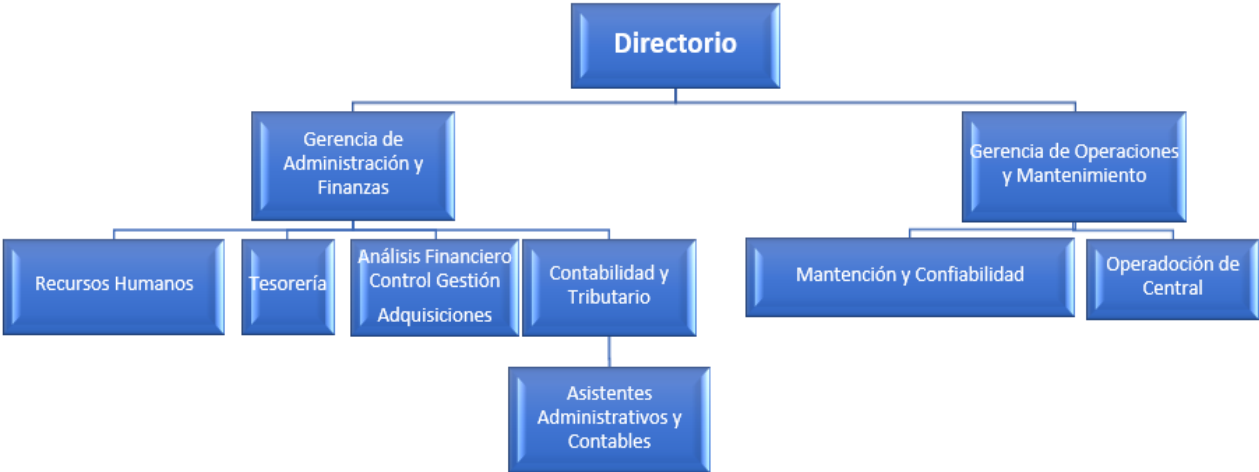 Directorio
Gerencia de
Administración y
Finanzas
Gerencia de Operaciones
y Mantenimiento
Recursos Humanos
Tesorería
Análisis Financiero
Control Gestión
Adquisiciones
Contabilidad y
Tributario
Mantención y Confiabilidad
Operadoción de
Central
Asistentes
Administrativos y
Contables